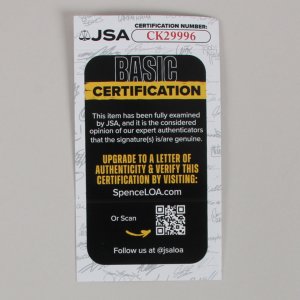 JSA
CERTIFICATION NUMBER:
CK29996
BASIC
CERTIFICATION
This item has been fully examined
by JSA, and it is the considered
opinion of our expert authenticators
that the signature(s) is/are genuine.
UPGRADE TO A LETTER OF
AUTHENTICITY & VERIFY THIS
CERTIFICATION BY VISITING:
SpenceLOA.com
Or Scan
Follow us at @jsaloa